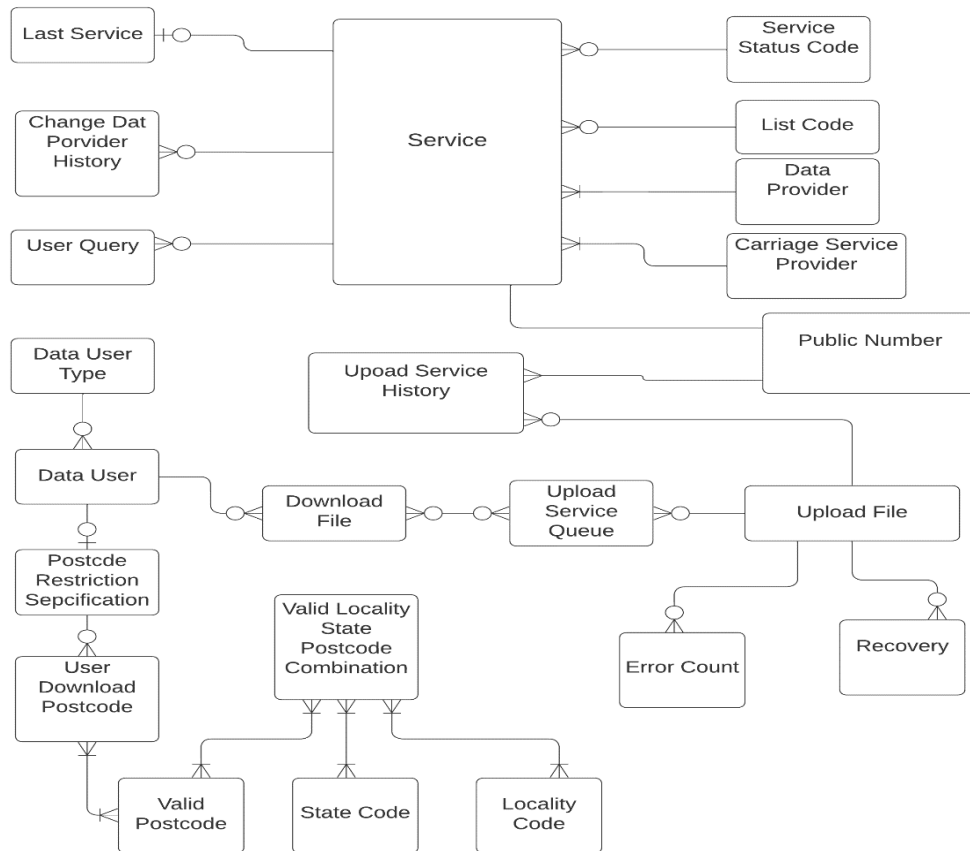 Last Service
Service
Status Code
Change Dat
Porvider
History
Service
List Code
Data
Provider
User Query
Carriage Service
Provider
Public Number
Data User
Type
Upoad Service
History
Data User
Download
File
Upload
Service
Queue
Upload File
Postcde
Restriction
Sepcification
Valid Locality
State
Postcode
Combination
Error Count
Recovery
User
Download
Postcode
Valid
Postcode
State Code
Locality
Code